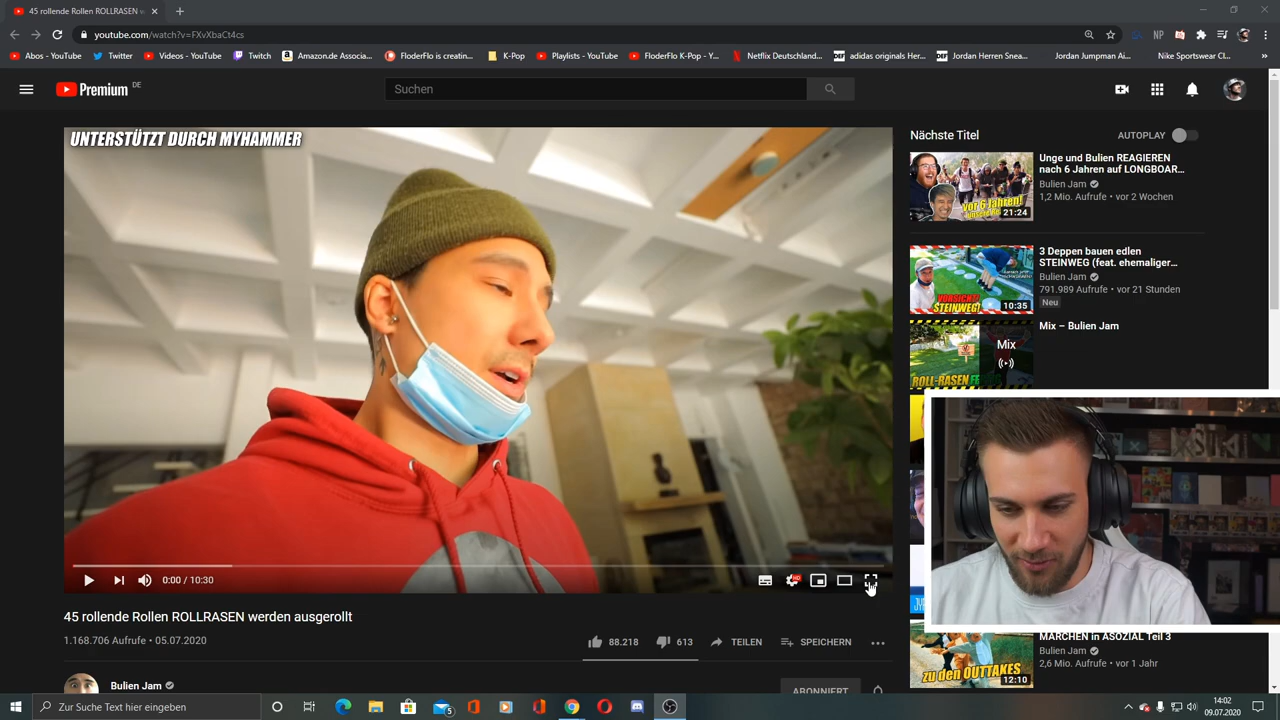 45 rollende Rollen ROLLRASEN w
youtube.com/watch?v=FXvXbaCt4cs
Abos - YouTube
Twitter
Videos - YouTube
Twitch
Amazon.de Associa...
FloderFlo is creatin...
K-Pop
Playlists - YouTube
FloderFlo K-Pop - Y...
Netflix Deutschland...
adidas originals Her...
Jordan Herren Snea...
Jordan Jumpman Ai...
Nike Sportswear Cl...
Premium DE
Suchen
UNTERSTÜTZT DURCH MYHAMMER
0:00 / 10:30
45 rollende Rollen ROLLRASEN werden ausgerollt
1.168.706 Aufrufe • 05.07.2020
88.218
613
TEILEN
SPEICHERN
Bulien Jam
ABONNIERT
Nächste Titel
AUTOPLAY
vor 6 Jahren!
21:24
Unge und Bulien REAGIEREN
nach 6 Jahren auf LONGBOAR...
Bulien Jam
1,2 Mio. Aufrufe • vor 2 Wochen
VORSICHT
STEINWEG!
10:35
3 Deppen bauen edlen
STEINWEG (feat. ehemaliger...
Bulien Jam
791.989 Aufrufe • vor 21 Stunden
Neu
ROLL-RASEN FE
Mix
Mix – Bulien Jam
zu den OUTTAKES
12:10
MÄRCHEN in ASOZIAL Teil 3
Bulien Jam
2,6 Mio. Aufrufe • vor 1 Jahr
Zur Suche Text hier eingeben
5
14:02
09.07.2020